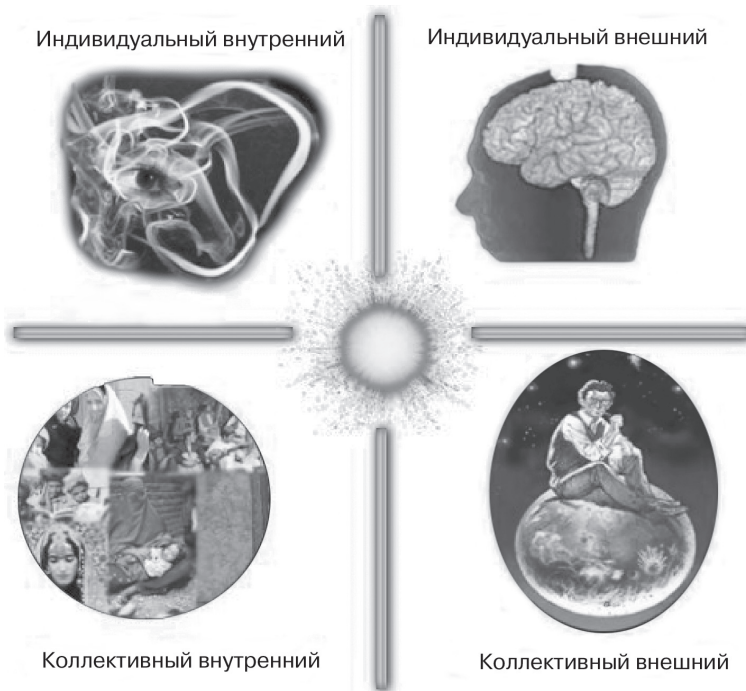 Индивидуальный внутренний
Индивидуальный внешний
Коллективный внутренний
Коллективный внешний